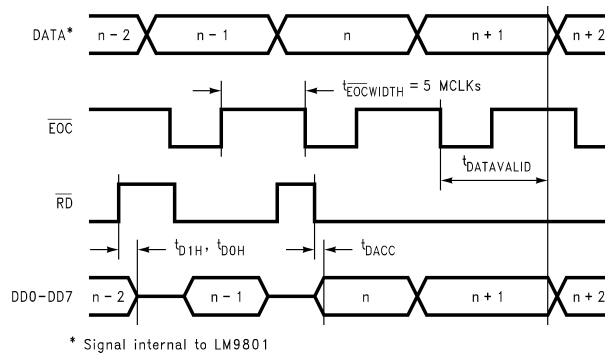 DATA* n - 2 n - 1 n n + 1 n + 2
tEOCWIDTH = 5 MCLKs
EOC
tDATAVALID
RD
tD1H, tD0H tDACC
DD0-DD7 n - 2 n - 1 n n + 1 n + 2
* Signal internal to LM9801